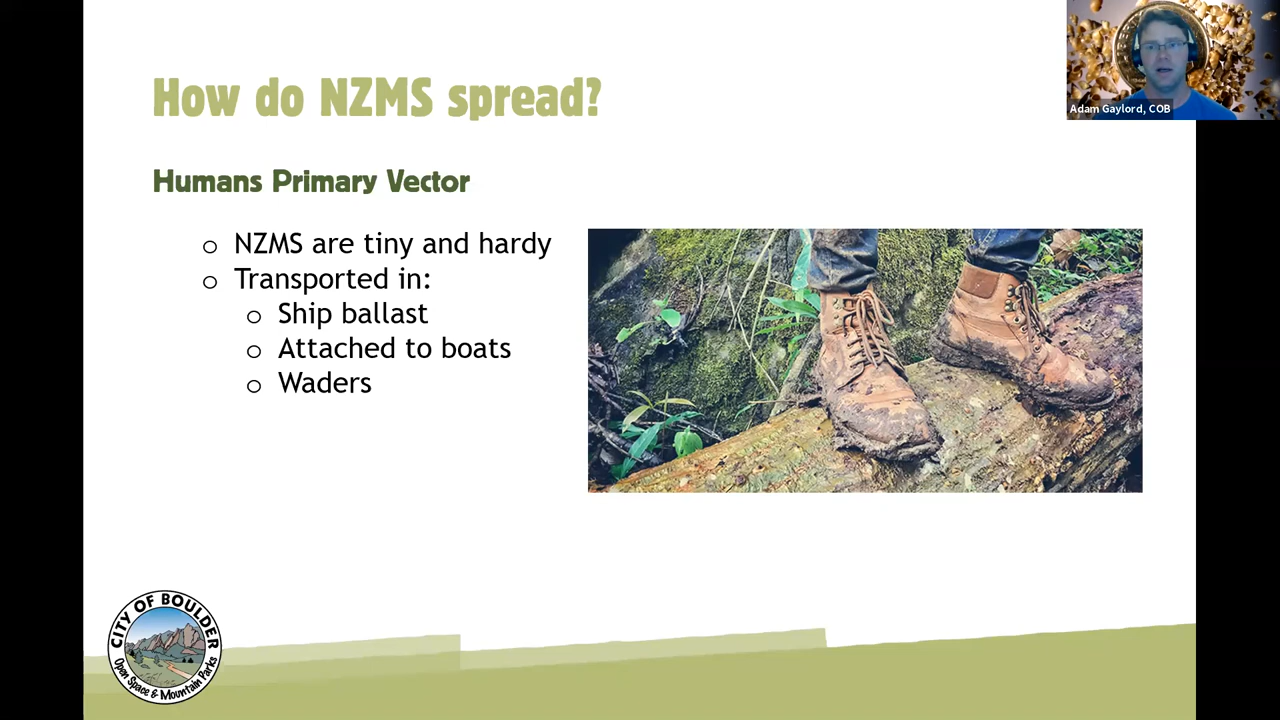 How do NZMS spread?
Adam Gaylord, COB
Humans Primary Vector
NZMS are tiny and hardy
Transported in:
Ship ballast
Attached to boats
Waders
CITY OF BOULDER
Open Space & Mountain Parks